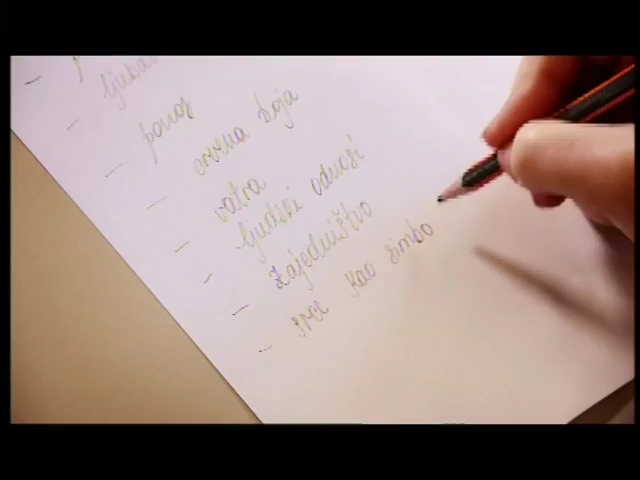 - ponos
- crvena boja
- vatra
- ljudski odnosi
- zajedništvo
- srce kao simbo